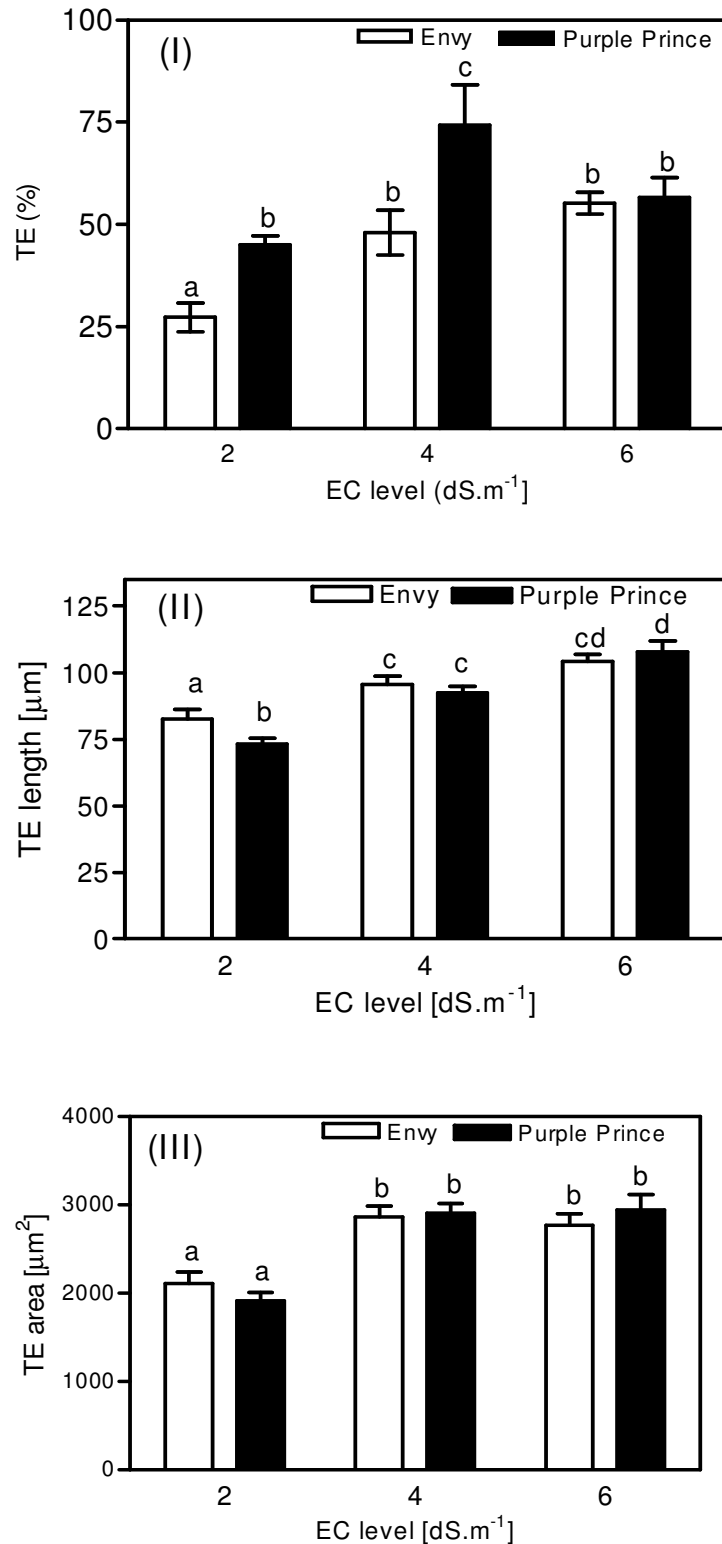 (I)
Envy Purple Prince
100
75
50
25
0
TE (%)
a
b
b
c
b
b
2 4 6
EC level (dS.m⁻¹]
(II)
Envy Purple Prince
125
100
75
50
25
0
TE length [μm]
a
b
c
c
cd
d
2 4 6
EC level [dS.m⁻¹]
(III)
Envy Purple Prince
4000
3000
2000
1000
0
TE area [μm²]
a
a
b
b
b
b
2 4 6
EC level [dS.m⁻¹]